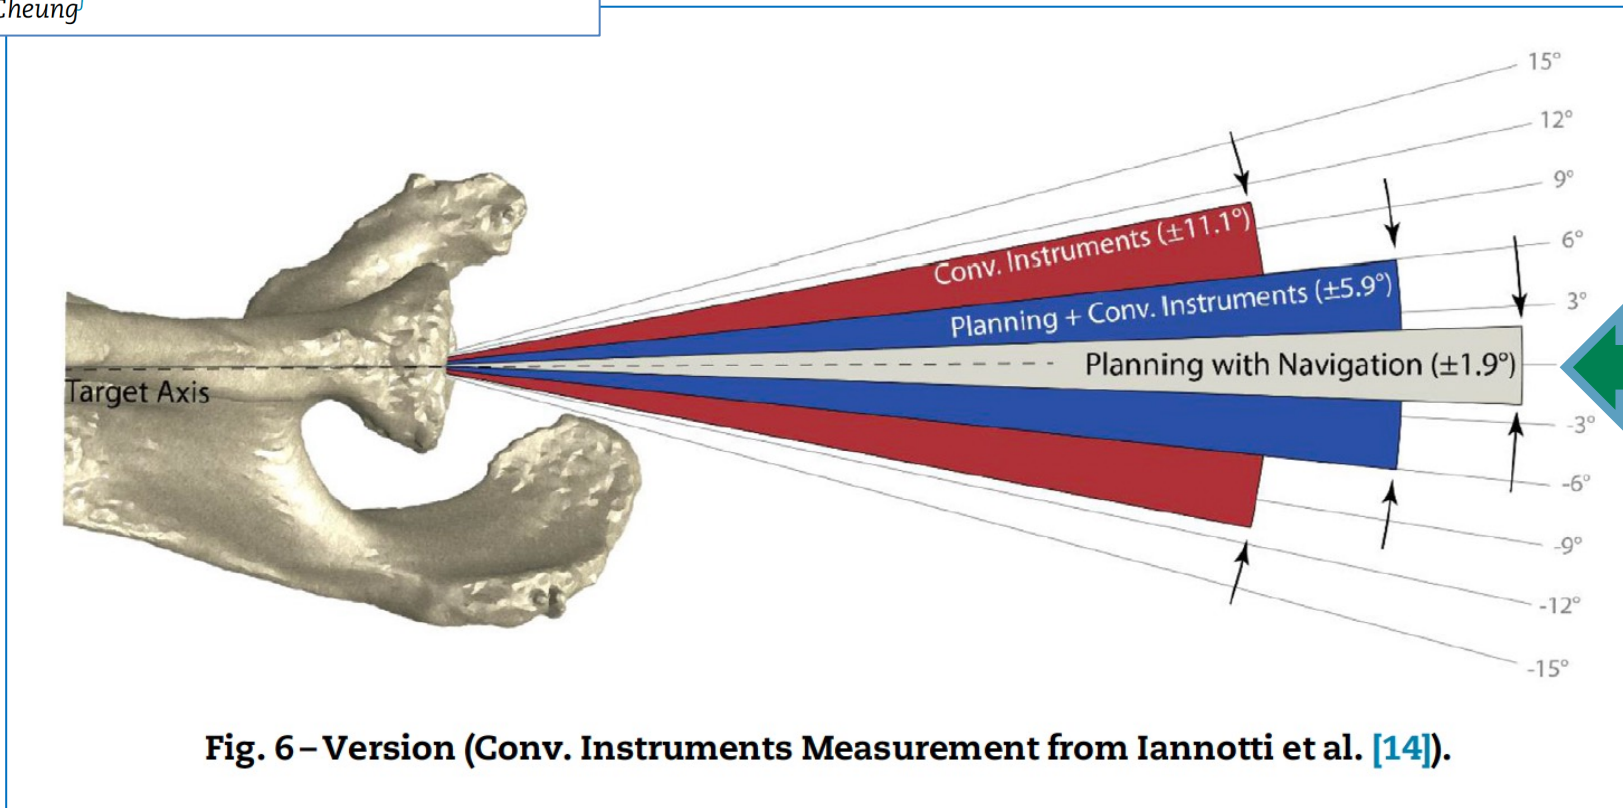 Cheung
15°
12°
9°
6°
3°
Conv. Instruments (±11.1°)
Planning + Conv. Instruments (±5.9°)
Planning with Navigation (±1.9°)
Target Axis
-3°
-6°
-9°
-12°
-15°
Fig. 6 – Version (Conv. Instruments Measurement from Iannotti et al. [14]).